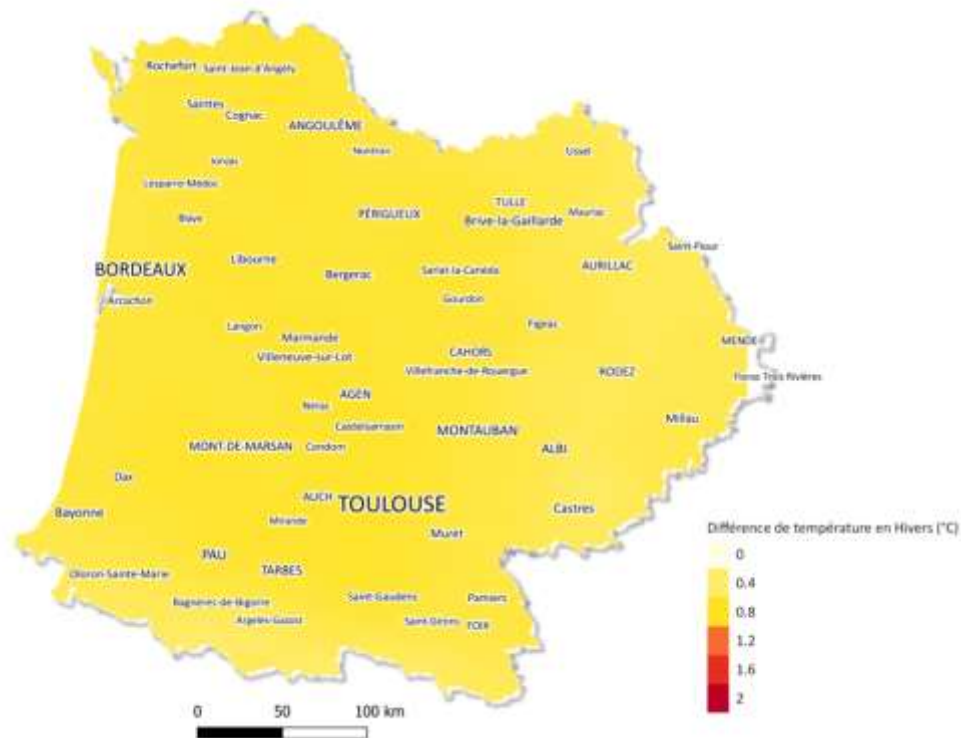 Rochefort Saint-Jean d'Angély
Saintes
Cognac
ANGOULÊME
Nontron
Ussel
Jonzac
Lesparre-Médoc
TULLE
Blaye
PÉRIGUEUX
Brive-la-Gaillarde
Mauriac
Saint-Flour
BORDEAUX
Libourne
Bergerac
Sarlat-la-Canéda
AURILLAC
Arcachon
Gourdon
Langon
Marmande
Figeac
MENDE
Villeneuve-sur-Lot
CAHORS
Villefranche-de-Rouergue
RODEZ
Florac Trois Rivières
AGEN
Nérac
Castelsarrasin
MONTAUBAN
Millau
MONT-DE-MARSAN
Condom
ALBI
Dax
AUCH
TOULOUSE
Bayonne
Mirande
Castres
Muret
PAU
TARBES
Oloron-Sainte-Marie
Bagnères-de-Bigorre
Saint-Gaudens
Pamiers
Argelès-Gazost
Saint-Girons
FOIX
Différence de température en Hivers (°C)
0
0.4
0.8
1.2
1.6
2
0 50 100 km